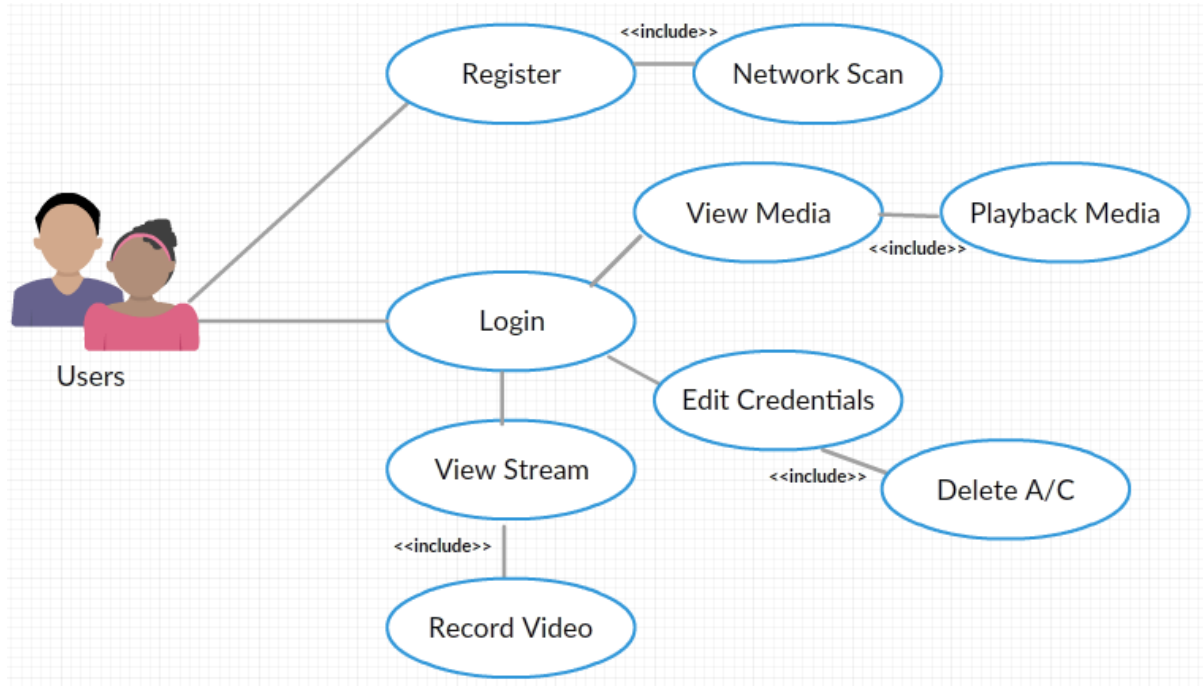 <<include>>
Register
Network Scan
View Media
Playback Media
<<include>>
Login
Users
Edit Credentials
View Stream
<<include>>
Delete A/C
<<include>>
Record Video